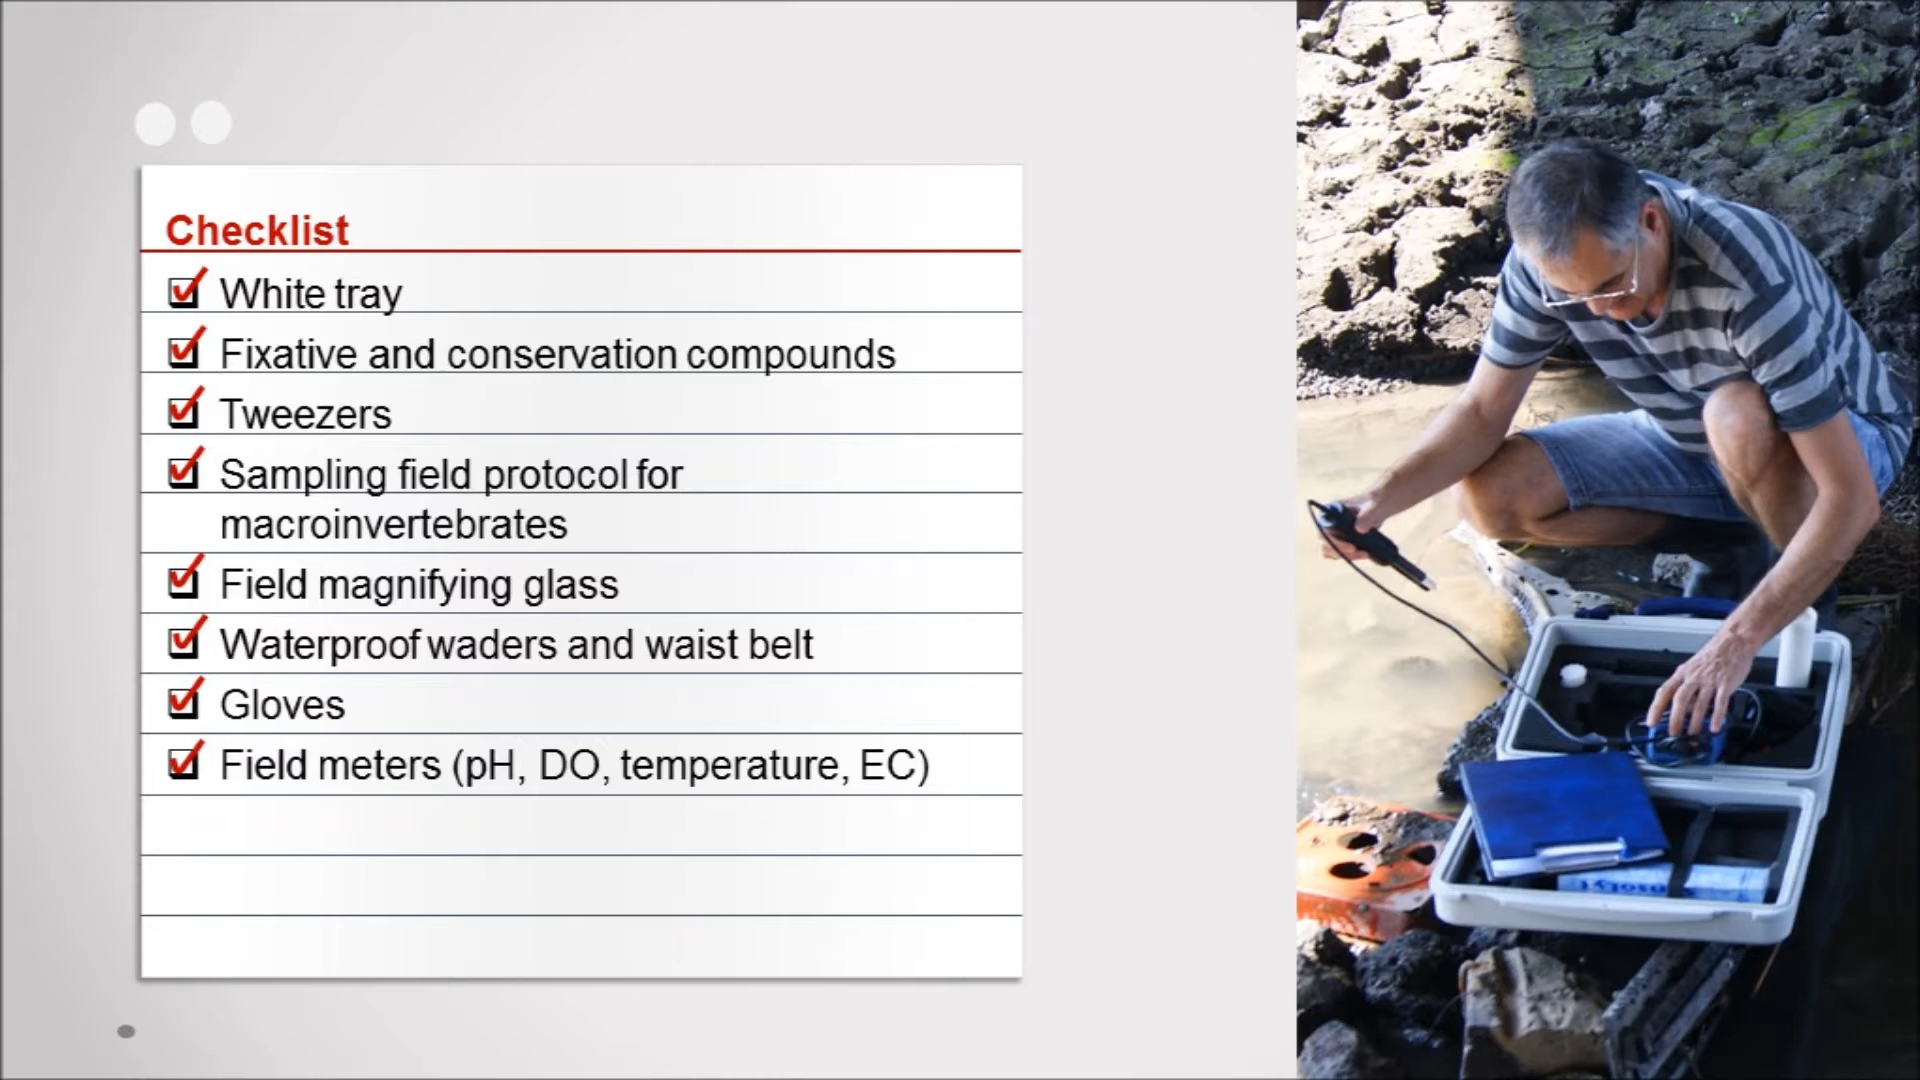 Checklist
White tray
Fixative and conservation compounds
Tweezers
Sampling field protocol for
macroinvertebrates
Field magnifying glass
Waterproof waders and waist belt
Gloves
Field meters (pH, DO, temperature, EC)